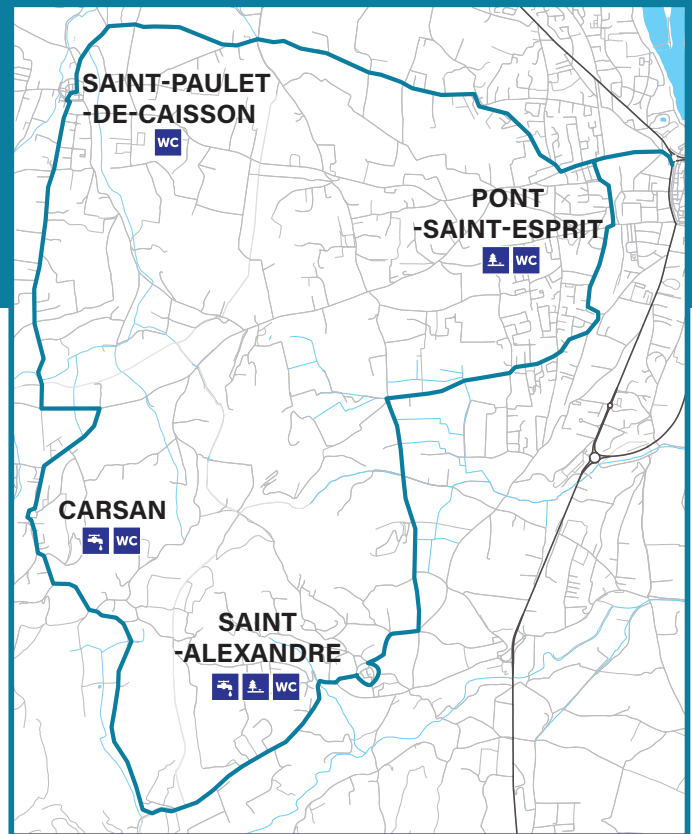 SAINT-PAULET
-DE-CAISSON
WC
PONT
-SAINT-ESPRIT
WC
CARSAN
WC
SAINT
-ALEXANDRE
WC